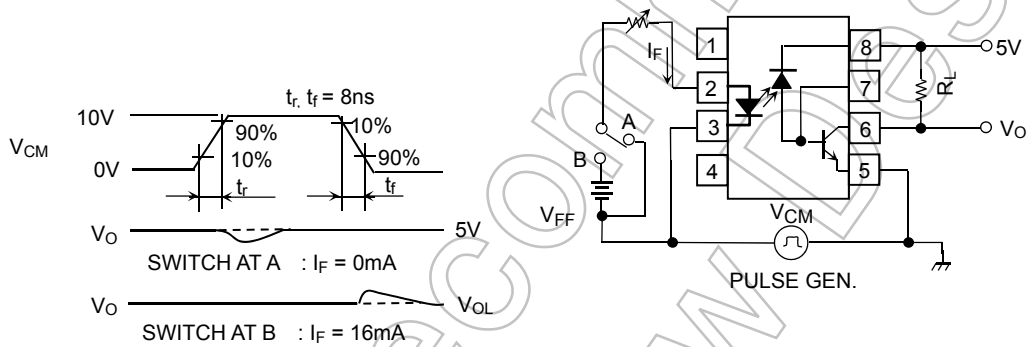 tr, tf = 8ns
10V
90%
10%
VCM
10%
90%
0V
tr
tf
VO
5V
SWITCH AT A : IF = 0mA
VO
VOL
SWITCH AT B : IF = 16mA
IF
1
2
3
4
8
7
6
5
5V
RL
VO
A
B
VFF
VCM
PULSE GEN.